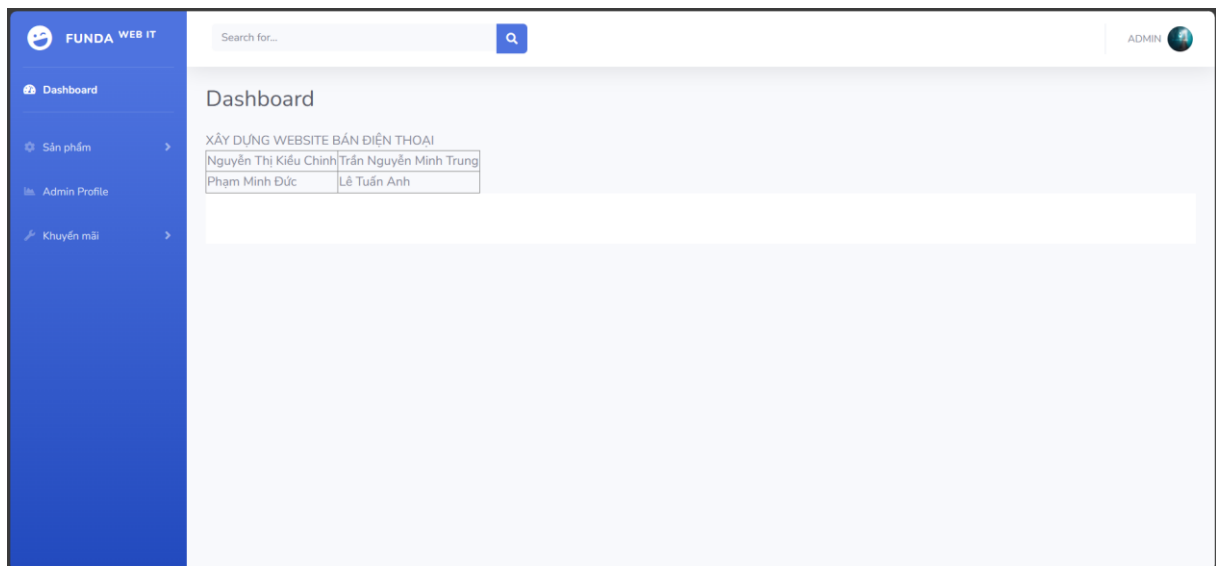 FUNDA WEB IT
Search for...
ADMIN
Dashboard
Sản phẩm
Admin Profile
Khuyến mãi
Dashboard
XÂY DỰNG WEBSITE BÁN ĐIỆN THOẠI
Nguyễn Thị Kiều Chinh Trần Nguyễn Minh Trung
Phạm Minh Đức Lê Tuấn Anh